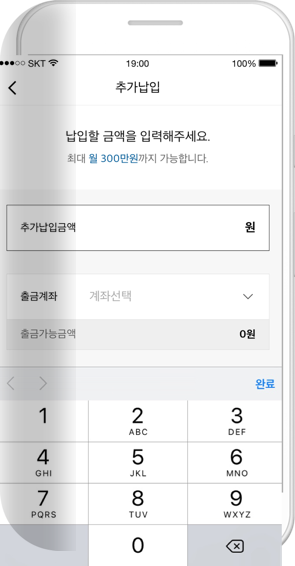 ●●●○○ SKT 19:00 100%
추가납입
납입할 금액을 입력해주세요.
최대 월 300만원까지 가능합니다.
추가납입금액 원
출금계좌 계좌선택
출금가능금액 0원
완료
1 2 3
ABC DEF
4 5 6
GHI JKL MNO
7 8 9
PQRS TUV WXYZ
0